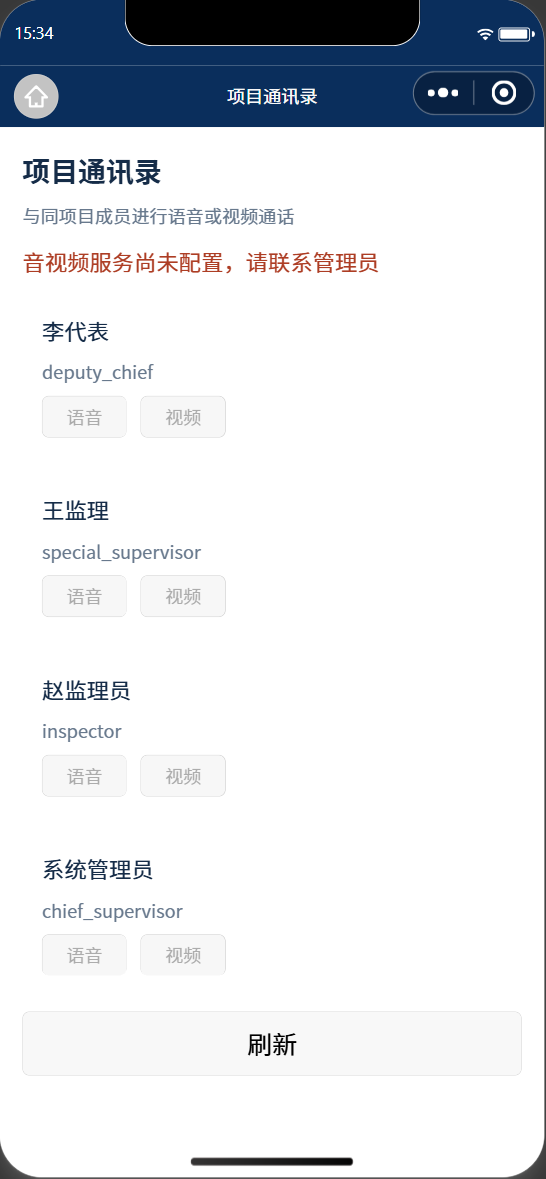 15:34
项目通讯录
项目通讯录
与同项目成员进行语音或视频通话
音视频服务尚未配置，请联系管理员
李代表
deputy_chief
语音 视频
王监理
special_supervisor
语音 视频
赵监理员
inspector
语音 视频
系统管理员
chief_supervisor
语音 视频
刷新